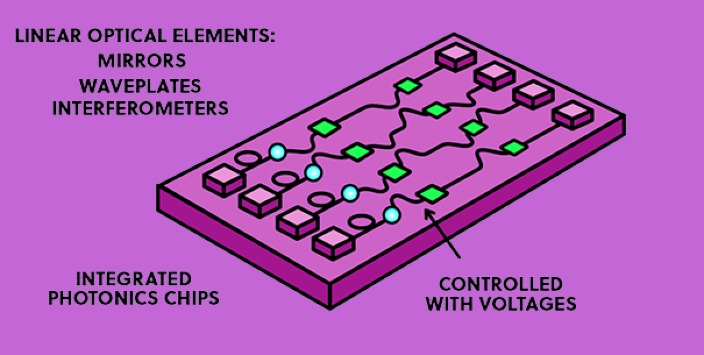 LINEAR OPTICAL ELEMENTS:
MIRRORS
WAVEPLATES
INTERFEROMETERS
INTEGRATED
PHOTONICS CHIPS
CONTROLLED
WITH VOLTAGES